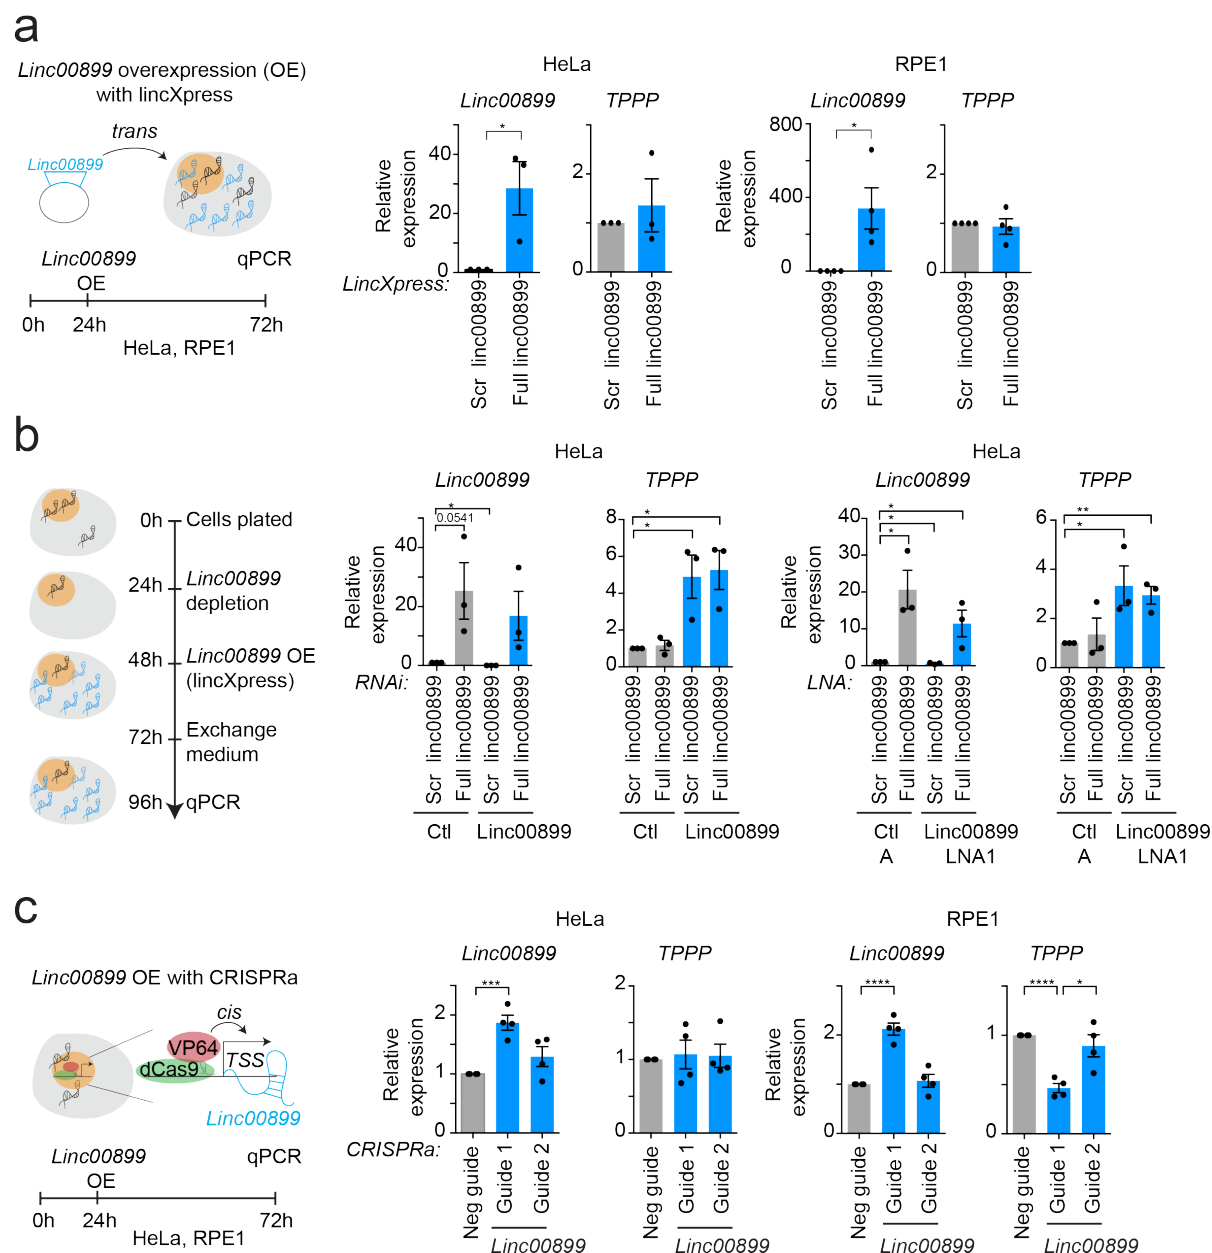 a
Linc00899 overexpression (OE)
with lincXpress
trans
Linc00899
Linc00899
OE
qPCR
0h 24h 72h
HeLa, RPE1
HeLa
RPE1
Linc00899
TPPP
Linc00899
TPPP
Relative
expression
40
20
0
*
2
1
0
Relative
expression
800
400
0
*
2
1
0
LincXpress:
Scr linc00899
Full linc00899
Scr linc00899
Full linc00899
Scr linc00899
Full linc00899
Scr linc00899
Full linc00899
b
0h Cells plated
24h Linc00899
depletion
48h Linc00899 OE
(lincXpress)
72h Exchange
medium
96h qPCR
HeLa
HeLa
Linc00899
TPPP
Linc00899
TPPP
Relative
expression
40
20
0
*
0.0541
8
6
4
2
0
*
*
Relative
expression
40
30
20
10
0
*
*
*
6
4
2
0
**
*
RNAi:
Scr linc00899
Full linc00899
Scr linc00899
Full linc00899
Scr linc00899
Full linc00899
Scr linc00899
Full linc00899
LNA:
Scr linc00899
Full linc00899
Scr linc00899
Full linc00899
Scr linc00899
Full linc00899
Scr linc00899
Full linc00899
Ctl Linc00899
Ctl Linc00899
Ctl Linc00899
A LNA1
Ctl Linc00899
A LNA1
c
Linc00899 OE with CRISPRa
cis
VP64
TSS
dCas9
Linc00899
Linc00899
OE
qPCR
0h 24h 72h
HeLa, RPE1
HeLa
RPE1
Linc00899
TPPP
Linc00899
TPPP
Relative
expression
2
1
0
***
2
1
0
Relative
expression
2
1
0
****
1
0
****
*
CRISPRa:
Neg guide
Guide 1
Guide 2
Neg guide
Guide 1
Guide 2
Neg guide
Guide 1
Guide 2
Neg guide
Guide 1
Guide 2
Linc00899
Linc00899
Linc00899
Linc00899